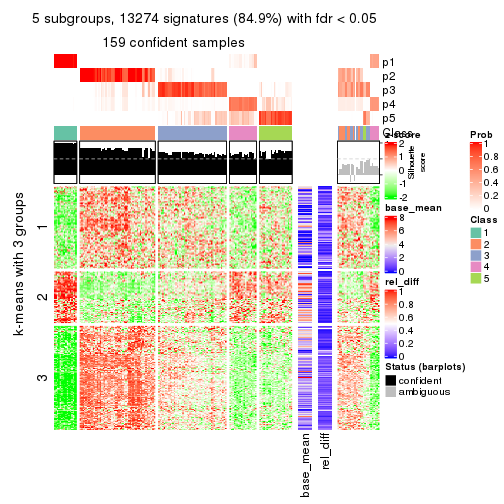 5 subgroups, 13274 signatures (84.9%) with fdr < 0.05
159 confident samples
p1
p2
p3
p4
p5
Class
k-means with 3 groups
1
2
3
Silhouette
score
base_mean
rel_diff
z-score
2
1
0
-1
-2
base_mean
8
6
4
2
0
rel_diff
1
0.8
0.6
0.4
0.2
0
Status (barplots)
confident
ambiguous
Prob
1
0.8
0.6
0.4
0.2
0
Class
1
2
3
4
5